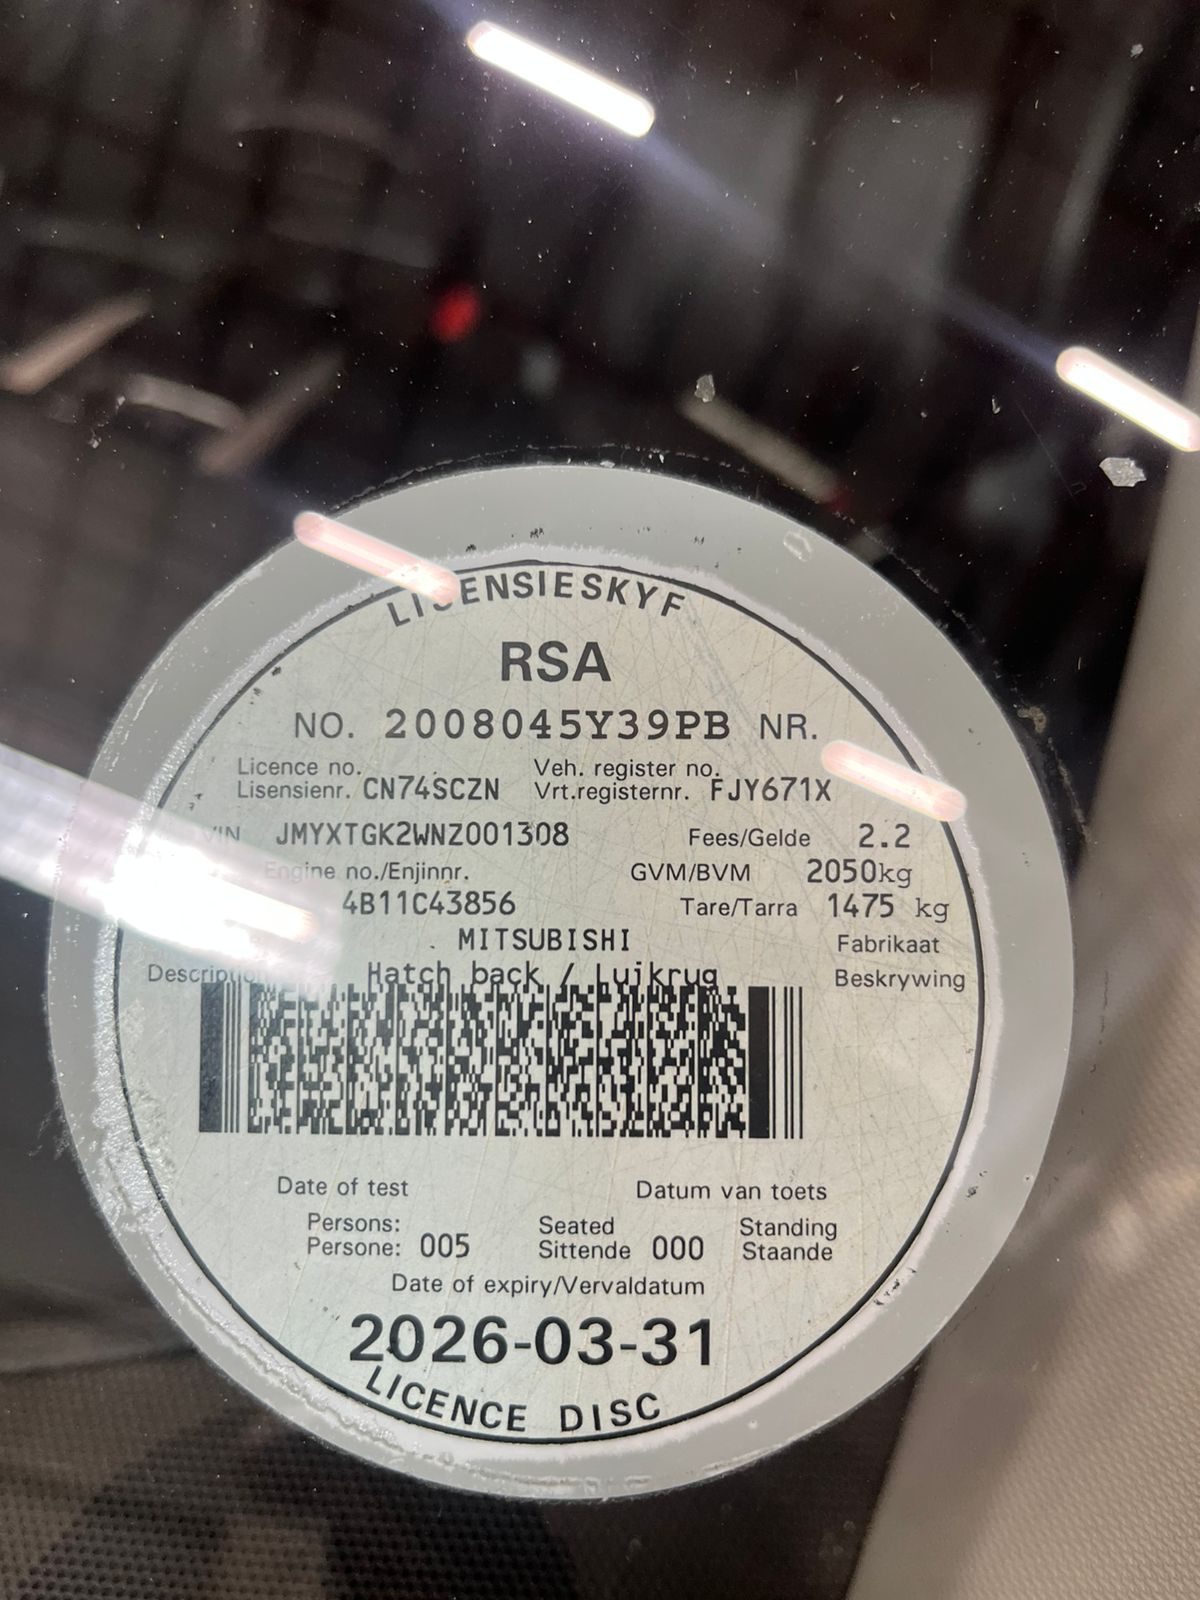 LISENSIESKYF
RSA
NO. 2008045Y39PB NR.
Licence no. Veh. register no.
Lisensienr. CN74SCZN Vrt.registernr. FJY671X
VIN JMYXTGK2WNZ001308 Fees/Gelde 2.2
Engine no./Enjinnr. GVM/BVM 2050kg
4B11C43856 Tare/Tarra 1475 kg
MITSUBISHI Fabrikaat
Description Hatch back / Luikrug Beskrywing
Date of test Datum van toets
Persons: Seated Standing
Persone: 005 Sittende 000 Staande
Date of expiry/Vervaldatum
2026-03-31
LICENCE DISC